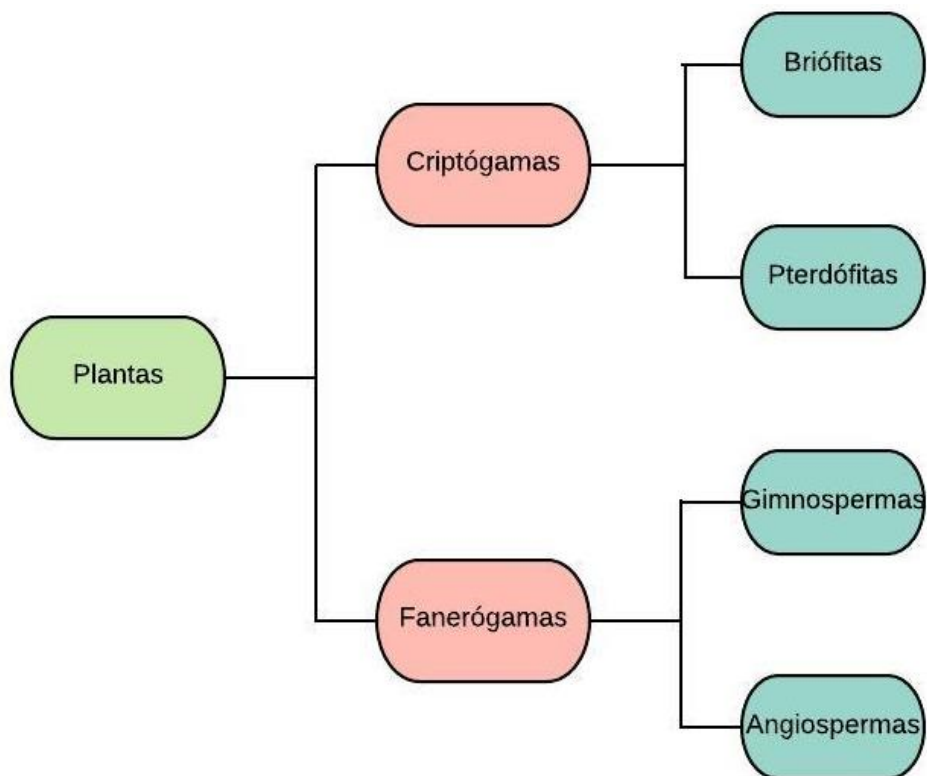 Briófitas
Criptógamas
Pterdófitas
Plantas
Gimnospermas
Fanerógamas
Angiospermas